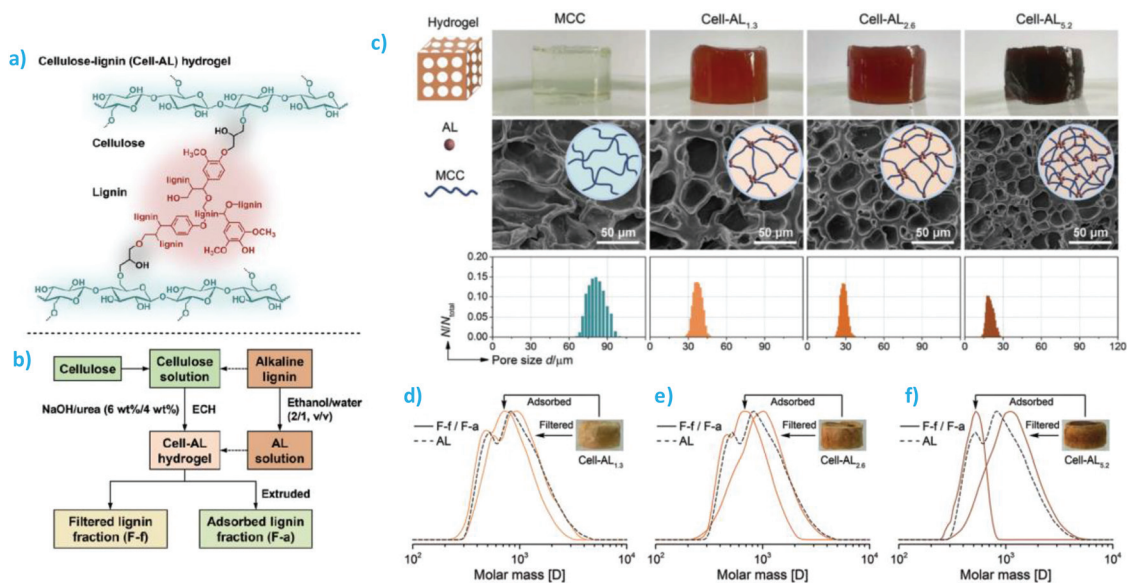 a)
Cellulose-lignin (Cell-AL) hydrogel
Cellulose
Lignin
lignin
HO
OCH3
lignin
lignin
O-lignin
lignin
OCH3
H3CO
OH
OH
b)
Cellulose
Cellulose solution
Alkaline lignin
NaOH/urea (6 wt%/4 wt%)
ECH
Ethanol/water (2/1, v/v)
Cell-AL hydrogel
AL solution
Extruded
Filtered lignin fraction (F-f)
Adsorbed lignin fraction (F-a)
c)
Hydrogel
MCC
Cell-AL1.3
Cell-AL2.6
Cell-AL5.2
AL
MCC
50 μm
50 μm
50 μm
50 μm
N/Ntotal
0.20
0.15
0.10
0.05
0.00
0 30 60 90
0 30 60 90
0 30 60 90
0 30 60 90 120
Pore size d/μm
d)
Adsorbed
F-f / F-a
AL
Filtered
Cell-AL1.3
102 103 104
Molar mass [D]
e)
Adsorbed
F-f / F-a
AL
Filtered
Cell-AL2.6
102 103 104
Molar mass [D]
f)
Adsorbed
F-f / F-a
AL
Filtered
Cell-AL5.2
102 103 104
Molar mass [D]